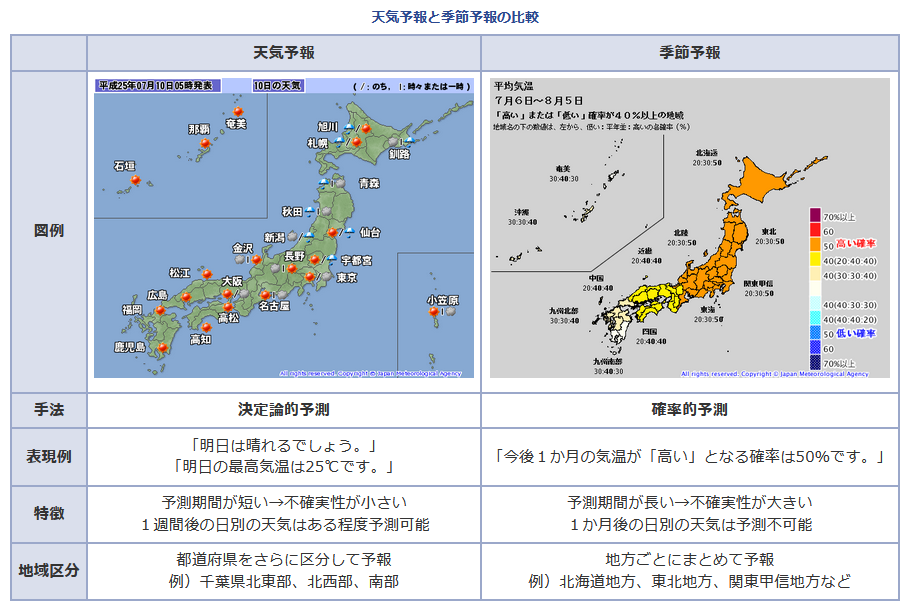 天気予報と季節予報の比較
天気予報
季節予報
図例
平成25年07月10日05時発表
10日の天気
( / : のち、 | : 時々または一時 )
奄美
那覇
石垣
旭川
札幌
釧路
青森
秋田
仙台
新潟
金沢
長野
宇都宮
東京
松江
大阪
名古屋
広島
福岡
高松
高知
鹿児島
小笠原
All rights reserved. Copyright © Japan Meteorological Agency
平均気温
7月6日~8月5日
「高い」または「低い」確率が40%以上の地域
地域名の下の数値は、左から、低い:平年並:高いの各確率(%)
北海道
20:30:50
奄美
30:40:30
沖縄
30:30:40
北陸
20:30:50
東北
20:30:50
近畿
20:40:40
中国
20:40:40
関東甲信
20:30:50
九州北部
30:30:40
東海
20:30:50
四国
20:40:40
九州南部
30:40:30
70%以上
60
50 高い確率
40(20:40:40)
40(30:30:40)
40(40:30:30)
40(40:40:20)
50 低い確率
60
70%以上
All rights reserved. Copyright © Japan Meteorological Agency
手法
決定論的予測
確率的予測
表現例
「明日は晴れるでしょう。」
「明日の最高気温は25℃です。」
「今後1か月の気温が「高い」となる確率は50%です。」
特徴
予測期間が短い→不確実性が小さい
1週間後の日別の天気はある程度予測可能
予測期間が長い→不確実性が大きい
1か月後の日別の天気は予測不可能
地域区分
都道府県をさらに区分して予報
例)千葉県北東部、北西部、南部
地方ごとにまとめて予報
例)北海道地方、東北地方、関東甲信地方など